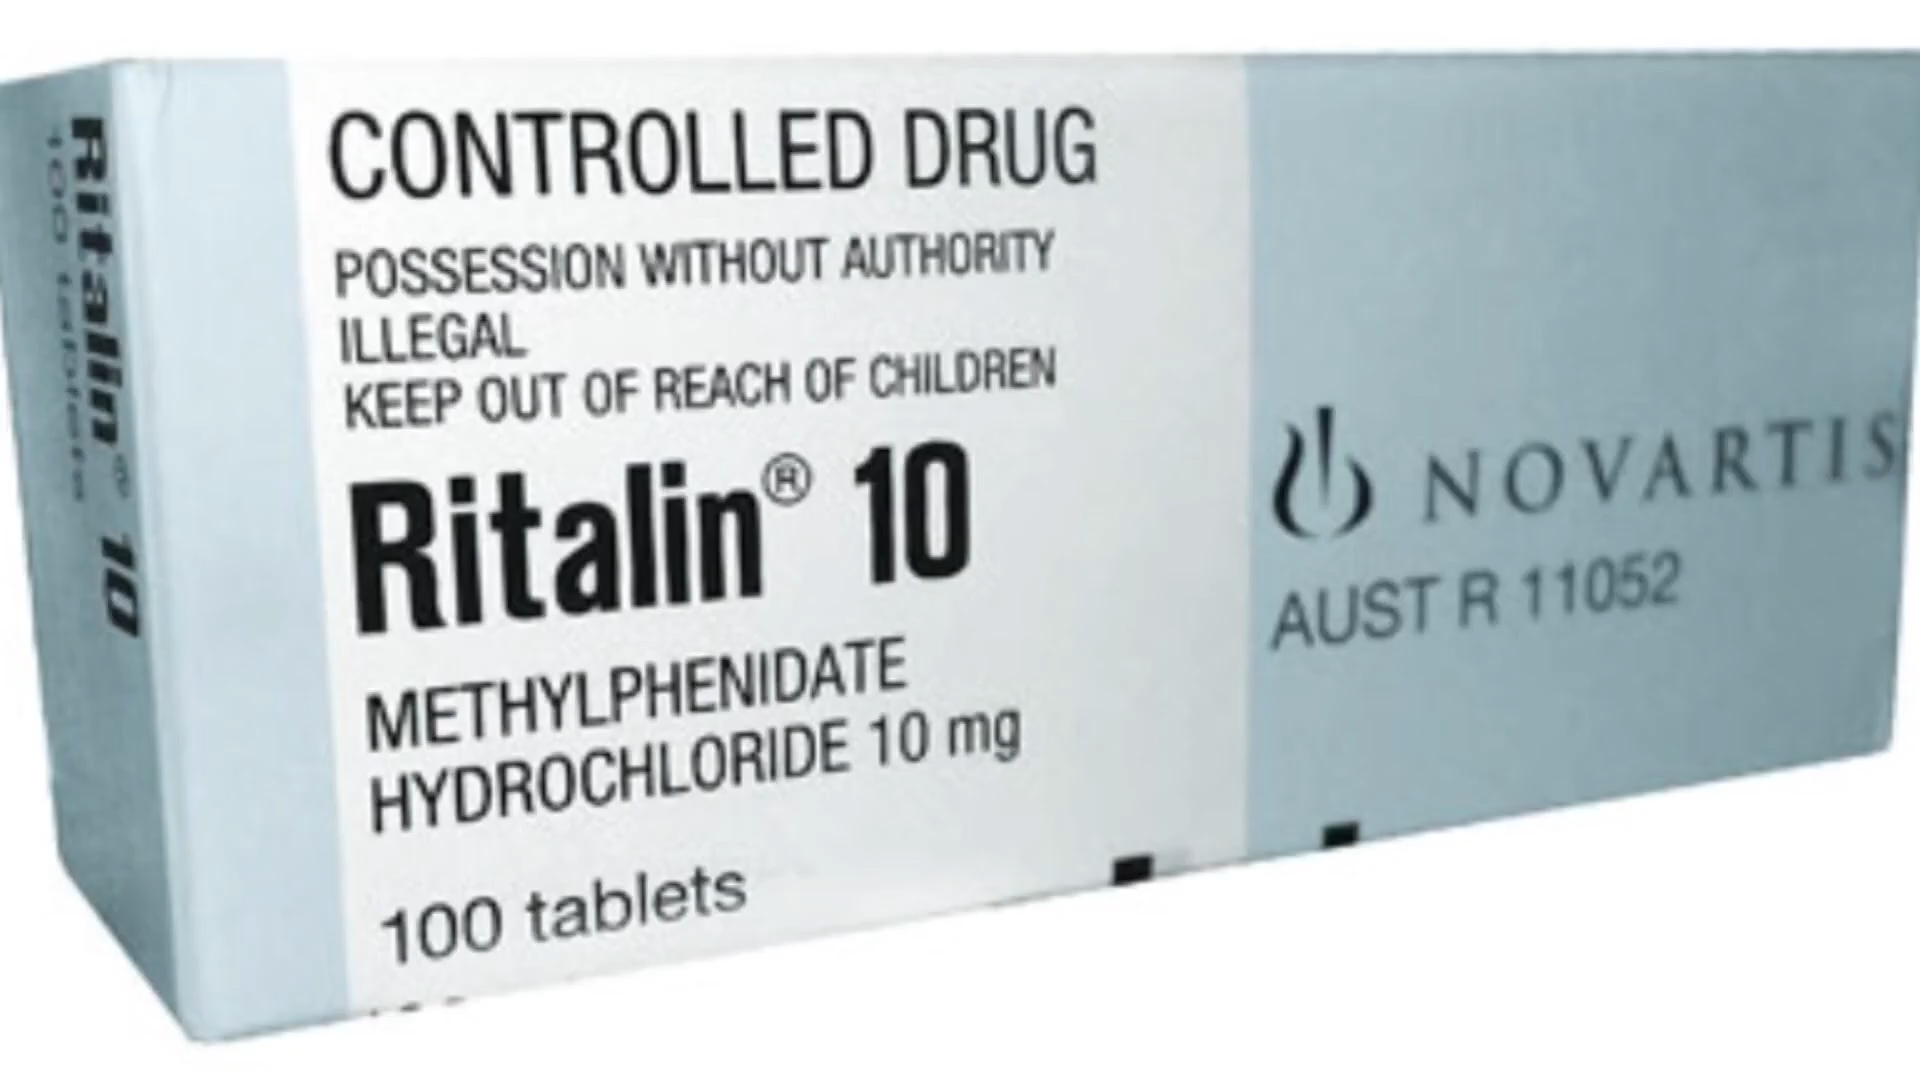 CONTROLLED DRUG
POSSESSION WITHOUT AUTHORITY
ILLEGAL
KEEP OUT OF REACH OF CHILDREN
Ritalin® 10
METHYLPHENIDATE
HYDROCHLORIDE 10 mg
100 tablets
NOVARTIS
AUST R 11052
Ritalin® 10
100 tablets